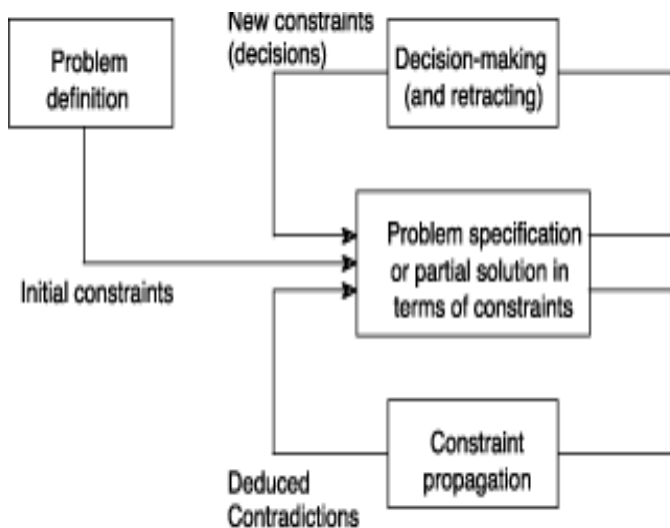 New constraints
(decisions)
Problem
definition
Decision-making
(and retracting)
Problem specification
or partial solution in
terms of constraints
Initial constraints
Constraint
propagation
Deduced
Contradictions